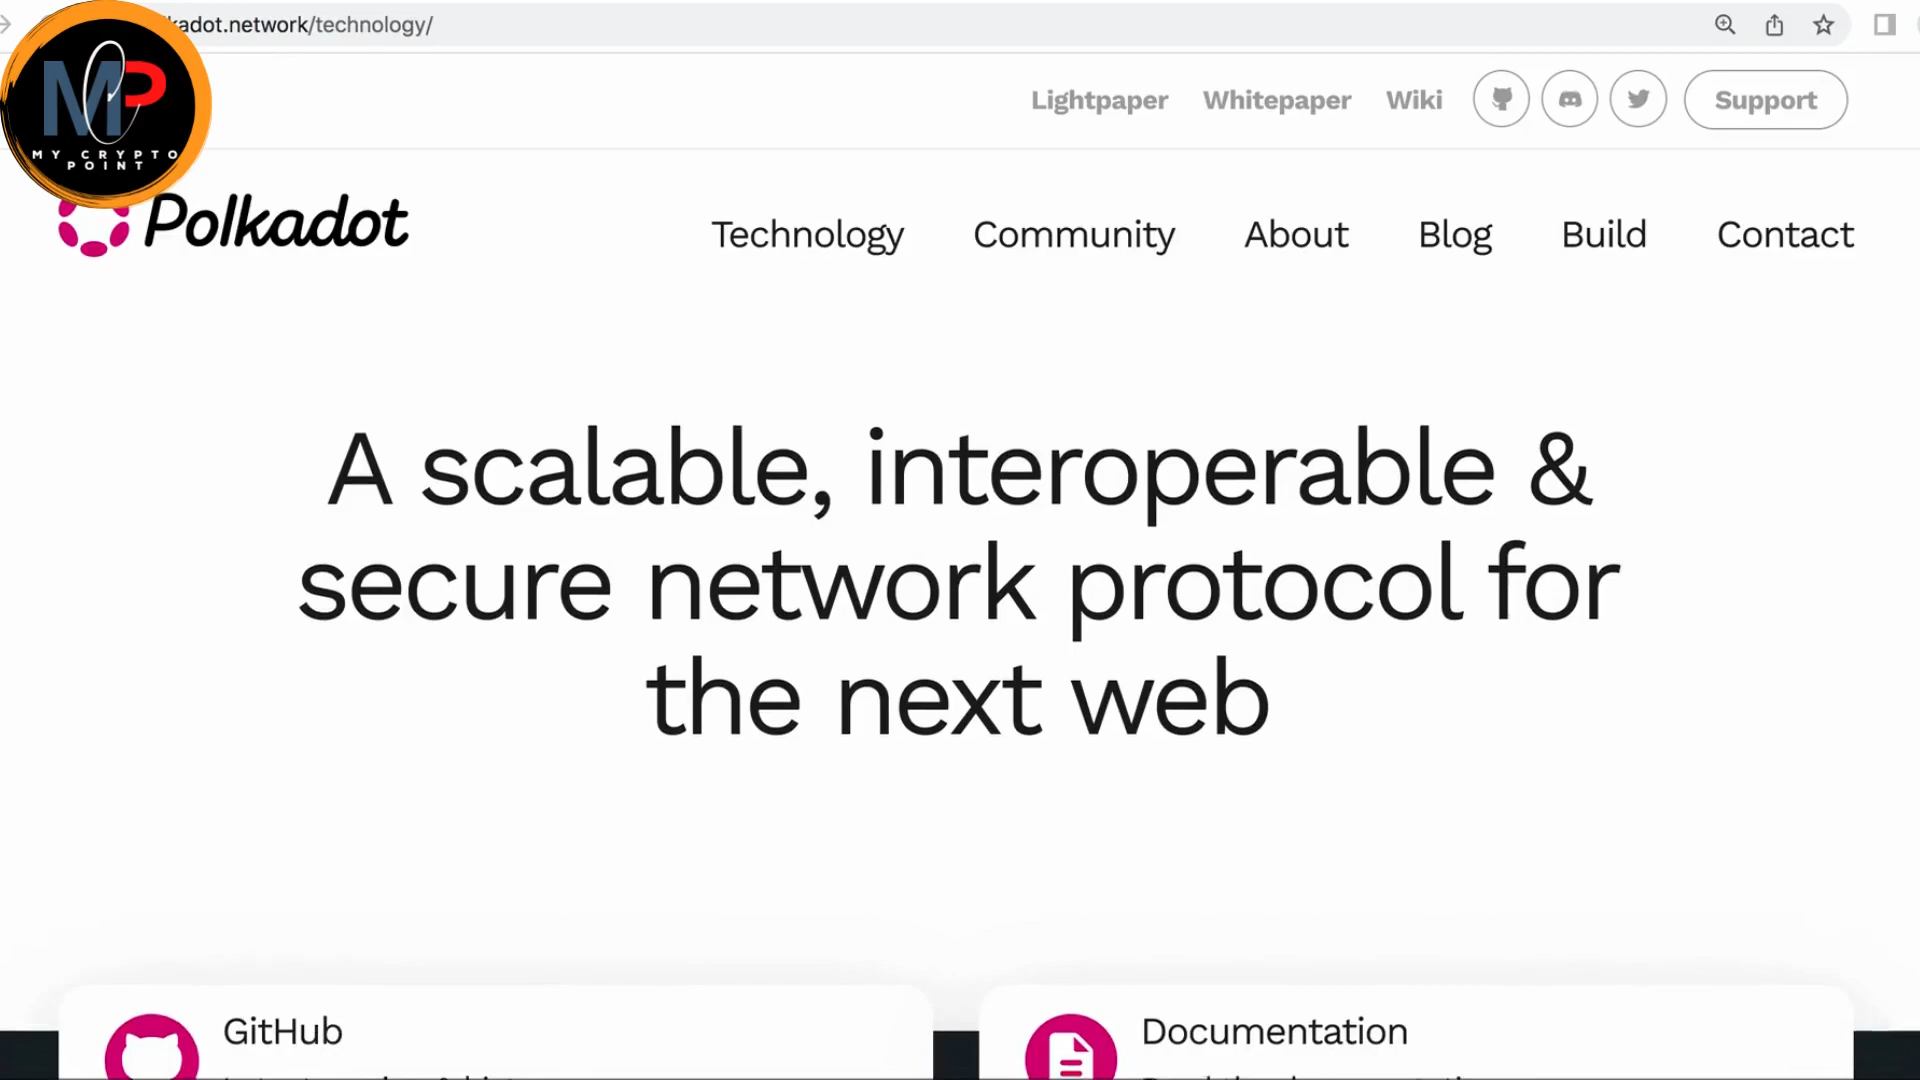 kadot.network/technology/
MP
MY CRYPTO
POINT
Lightpaper Whitepaper Wiki Support
Polkadot
Technology Community About Blog Build Contact
A scalable, interoperable &
secure network protocol for
the next web
GitHub
Documentation